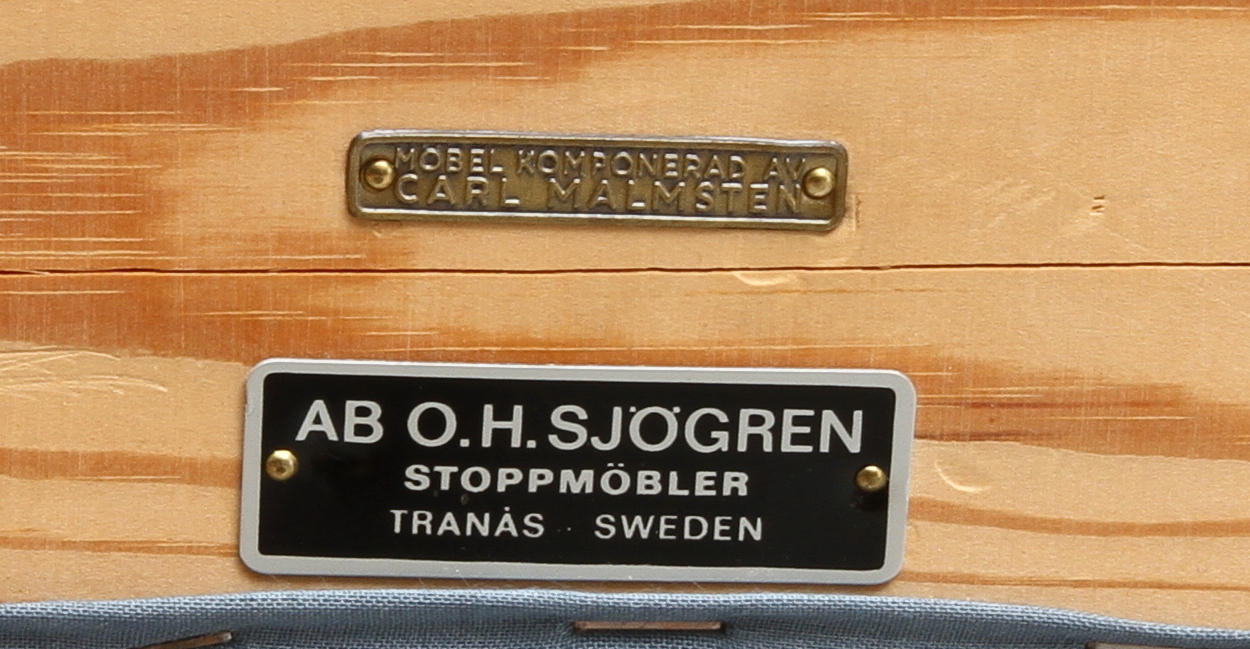 MÖBEL KOMPONERAD AV
CARL MALMSTEN
AB O.H. SJÖGREN
STOPPMÖBLER
TRANÅS SWEDEN